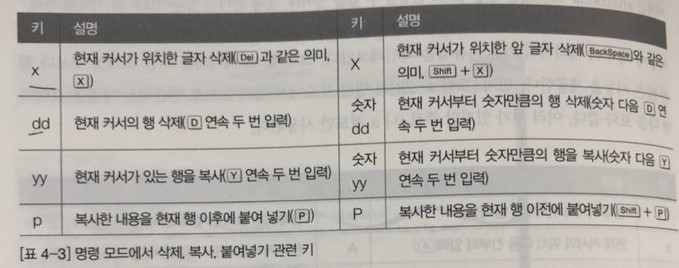 키 설명 키 설명
x 현재 커서가 위치한 글자 삭제(Del 과 같은 의미,
X)
X 현재 커서가 위치한 앞 글자 삭제(BackSpace와 같은
의미, Shift + X)
dd 현재 커서의 행 삭제(D 연속 두 번 입력)
숫자
dd
현재 커서부터 숫자만큼의 행 삭제(숫자 다음 D 연
속 두 번 입력)
yy 현재 커서가 있는 행을 복사(Y 연속 두 번 입력)
숫자
yy
현재 커서부터 숫자만큼의 행을 복사(숫자 다음 Y
연속 두 번 입력)
p 복사한 내용을 현재 행 이후에 붙여 넣기(P)
P 복사한 내용을 현재 행 이전에 붙여넣기(Shift + P)
[표 4-3] 명령 모드에서 삭제, 복사, 붙여넣기 관련 키